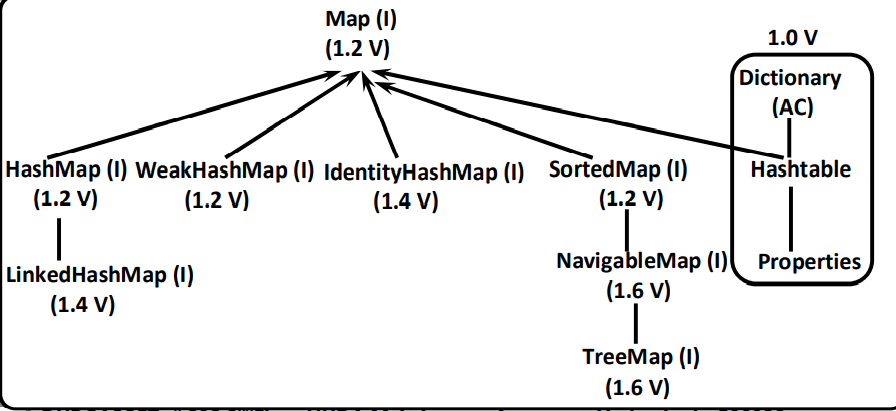 Map (I)
(1.2 V)
1.0 V
Dictionary
(AC)
HashMap (I)
(1.2 V)
WeakHashMap (I)
(1.2 V)
IdentityHashMap (I)
(1.4 V)
SortedMap (I)
(1.2 V)
Hashtable
LinkedHashMap (I)
(1.4 V)
NavigableMap (I)
(1.6 V)
Properties
TreeMap (I)
(1.6 V)